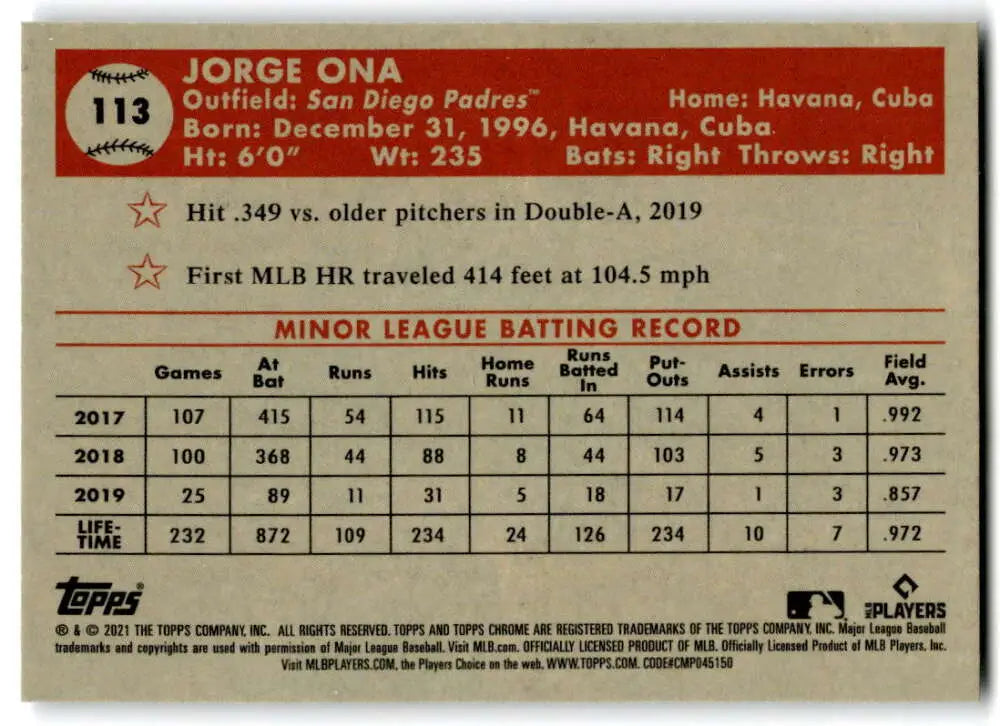 113
JORGE ONA
Outfield: San Diego Padres™ Home: Havana, Cuba
Born: December 31, 1996, Havana, Cuba
Ht: 6'0" Wt: 235 Bats: Right Throws: Right
Hit .349 vs. older pitchers in Double-A, 2019
First MLB HR traveled 414 feet at 104.5 mph
MINOR LEAGUE BATTING RECORD
Games At Bat Runs Hits Home Runs Runs Batted In Put-Outs Assists Errors Field Avg.
2017 107 415 54 115 11 64 114 4 1 .992
2018 100 368 44 88 8 44 103 5 3 .973
2019 25 89 11 31 5 18 17 1 3 .857
LIFE-TIME 232 872 109 234 24 126 234 10 7 .972
topps® MLB PLAYERS
® & © 2021 THE TOPPS COMPANY, INC. ALL RIGHTS RESERVED. TOPPS AND TOPPS CHROME ARE REGISTERED TRADEMARKS OF THE TOPPS COMPANY, INC. Major League Baseball
trademarks and copyrights are used with permission of Major League Baseball. Visit MLB.com. OFFICIALLY LICENSED PRODUCT OF MLB. Officially Licensed Product of MLB Players, Inc.
Visit MLBPLAYERS.COM, the Players Choice on the web. WWW.TOPPS.COM. CODE#CMP045150